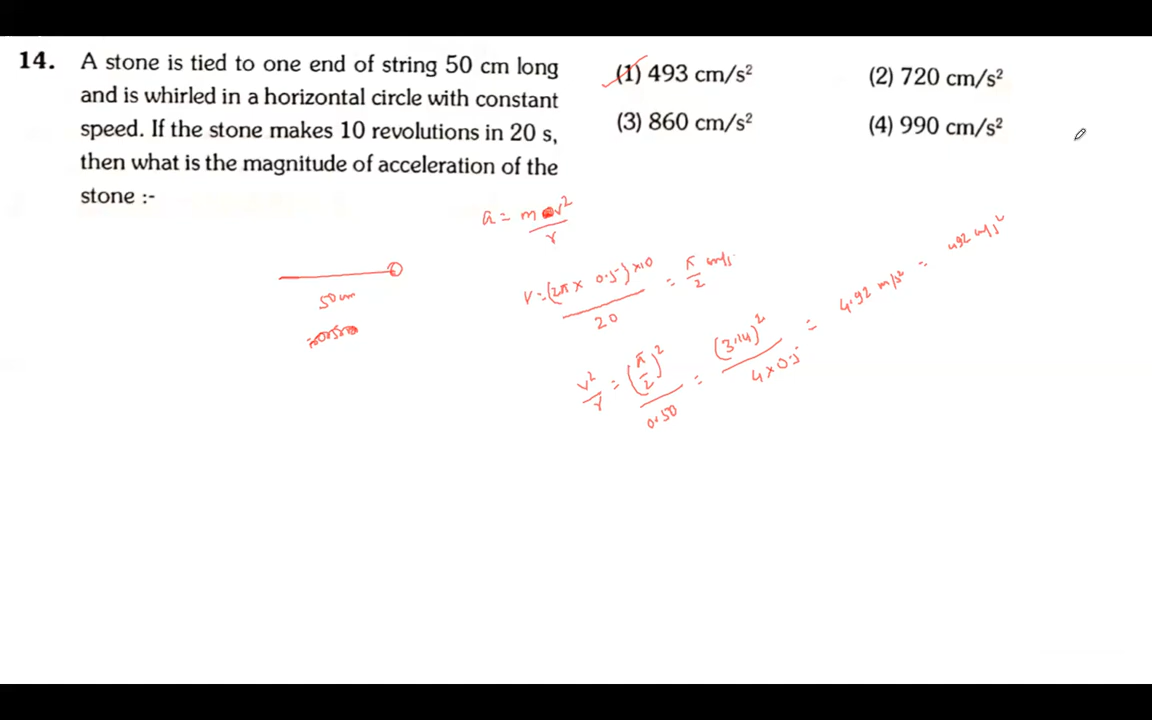 14. A stone is tied to one end of string 50 cm long
and is whirled in a horizontal circle with constant
speed. If the stone makes 10 revolutions in 20 s,
then what is the magnitude of acceleration of the
stone :-
(1) 493 cm/s²
(2) 720 cm/s²
(3) 860 cm/s²
(4) 990 cm/s²
a = m v²/r
50cm
v = (2π × 0.5) × 10 / 20 = π/2 m/s
v²/r = (π/2)² / 0.50 = (3.14)² / 4 × 0.5 = 4.92 m/s² = 492 m/s²